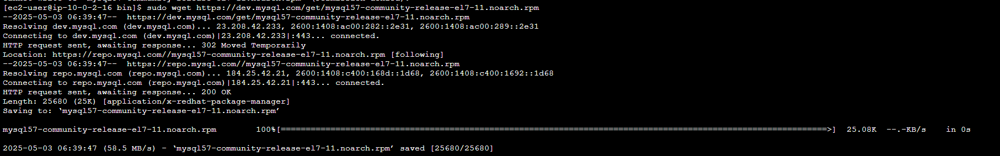 [ec2-user@ip-10-0-2-16 bin]$ sudo wget https://dev.mysql.com/get/mysql57-community-release-el7-11.noarch.rpm
--2025-05-03 06:39:47--  https://dev.mysql.com/get/mysql57-community-release-el7-11.noarch.rpm
Resolving dev.mysql.com (dev.mysql.com)... 23.208.42.233, 2600:1408:ac00:282::2e31, 2600:1408:ac00:289::2e31
Connecting to dev.mysql.com (dev.mysql.com)|23.208.42.233|:443... connected.
HTTP request sent, awaiting response... 302 Moved Temporarily
Location: https://repo.mysql.com//mysql57-community-release-el7-11.noarch.rpm [following]
--2025-05-03 06:39:47--  https://repo.mysql.com//mysql57-community-release-el7-11.noarch.rpm
Resolving repo.mysql.com (repo.mysql.com)... 184.25.42.21, 2600:1408:c400:168d::1d68, 2600:1408:c400:1692::1d68
Connecting to repo.mysql.com (repo.mysql.com)|184.25.42.21|:443... connected.
HTTP request sent, awaiting response... 200 OK
Length: 25680 (25K) [application/x-redhat-package-manager]
Saving to: ‘mysql57-community-release-el7-11.noarch.rpm’
mysql57-community-release-el7-11.noarch.rpm        100%[==============================================================================================================>]  25.08K  --.-KB/s    in 0s
2025-05-03 06:39:47 (58.5 MB/s) - ‘mysql57-community-release-el7-11.noarch.rpm’ saved [25680/25680]